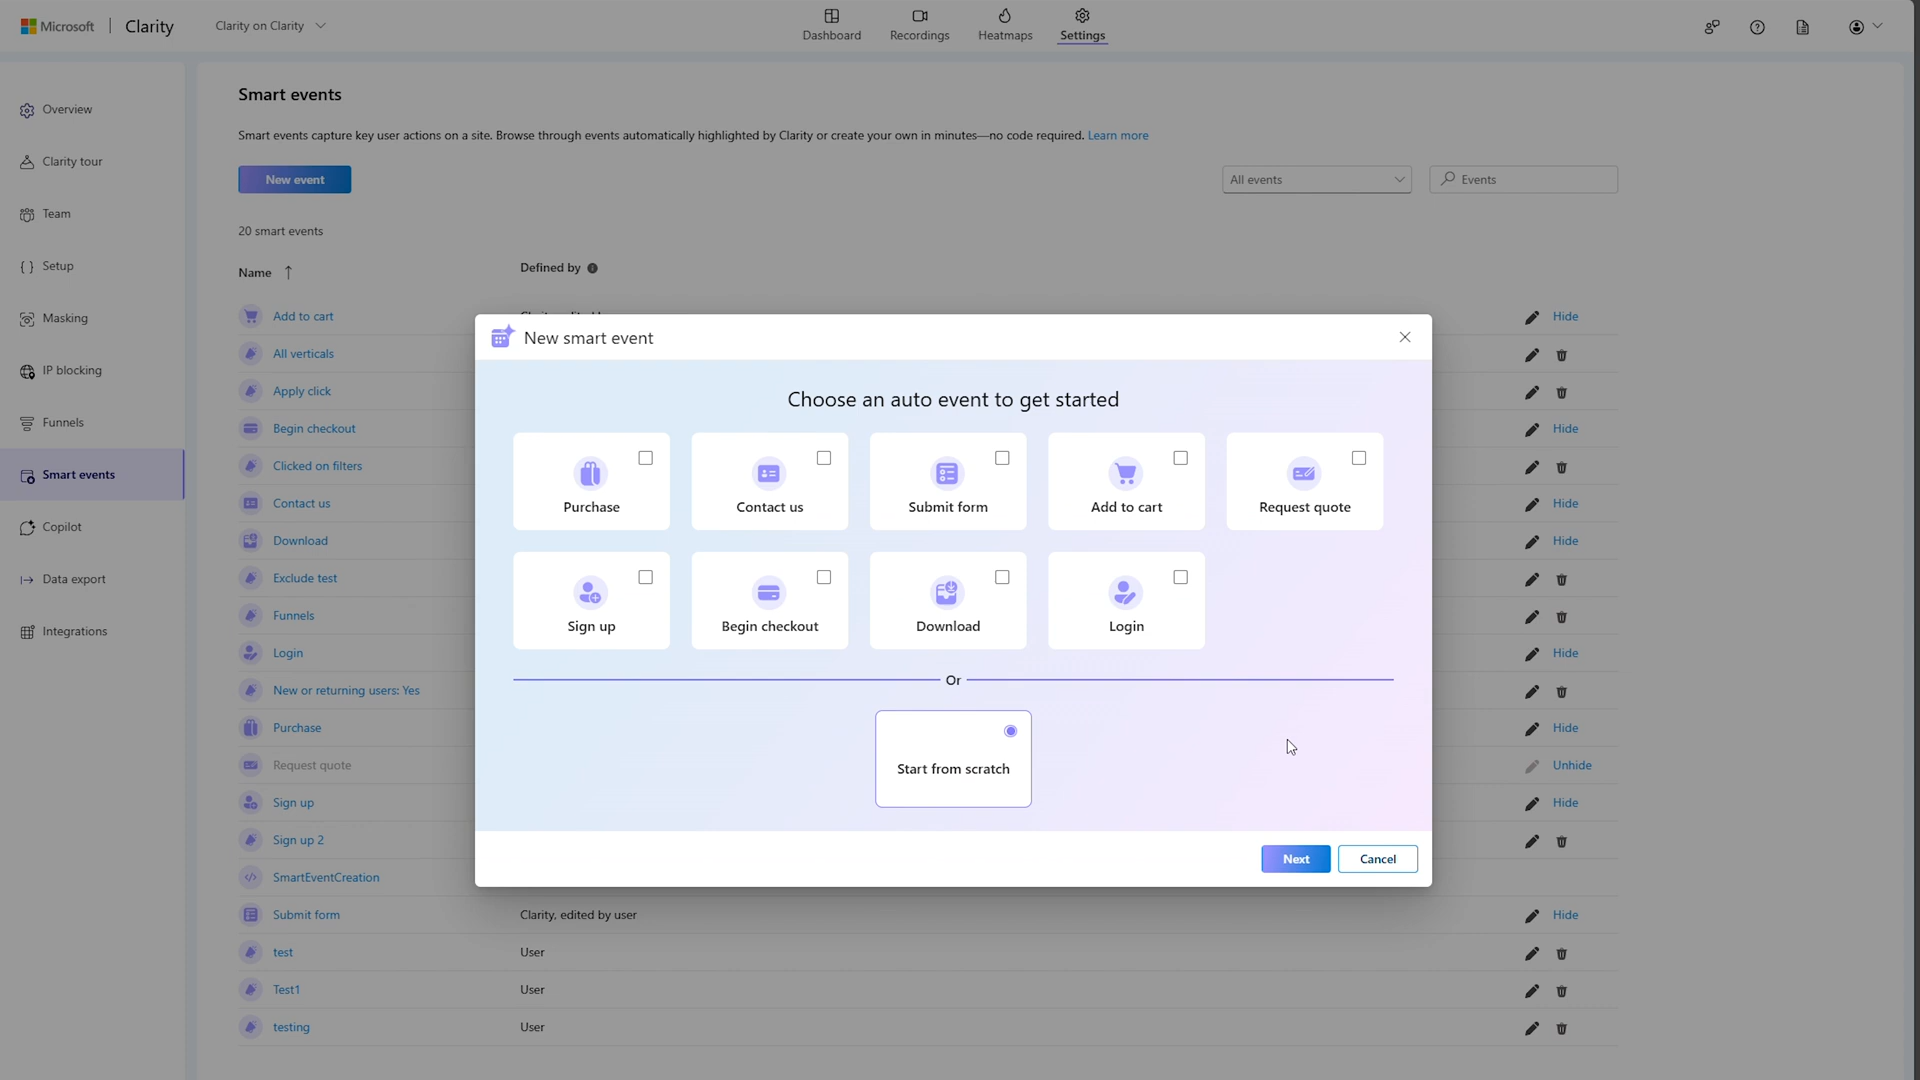 Microsoft | Clarity
Clarity on Clarity
Dashboard
Recordings
Heatmaps
Settings
Overview
Clarity tour
Team
Setup
Masking
IP blocking
Funnels
Smart events
Copilot
Data export
Integrations
Smart events
Smart events capture key user actions on a site. Browse through events automatically highlighted by Clarity or create your own in minutes—no code required. Learn more
New event
All events
Events
20 smart events
Name
Defined by
Add to cart
Hide
All verticals
Apply click
Begin checkout
Hide
Clicked on filters
Contact us
Hide
Download
Hide
Exclude test
Funnels
Login
Hide
New or returning users: Yes
Purchase
Hide
Request quote
Unhide
Sign up
Hide
Sign up 2
SmartEventCreation
Submit form
Clarity, edited by user
Hide
test
User
Test1
User
testing
User
New smart event
Choose an auto event to get started
Purchase
Contact us
Submit form
Add to cart
Request quote
Sign up
Begin checkout
Download
Login
Or
Start from scratch
Next
Cancel